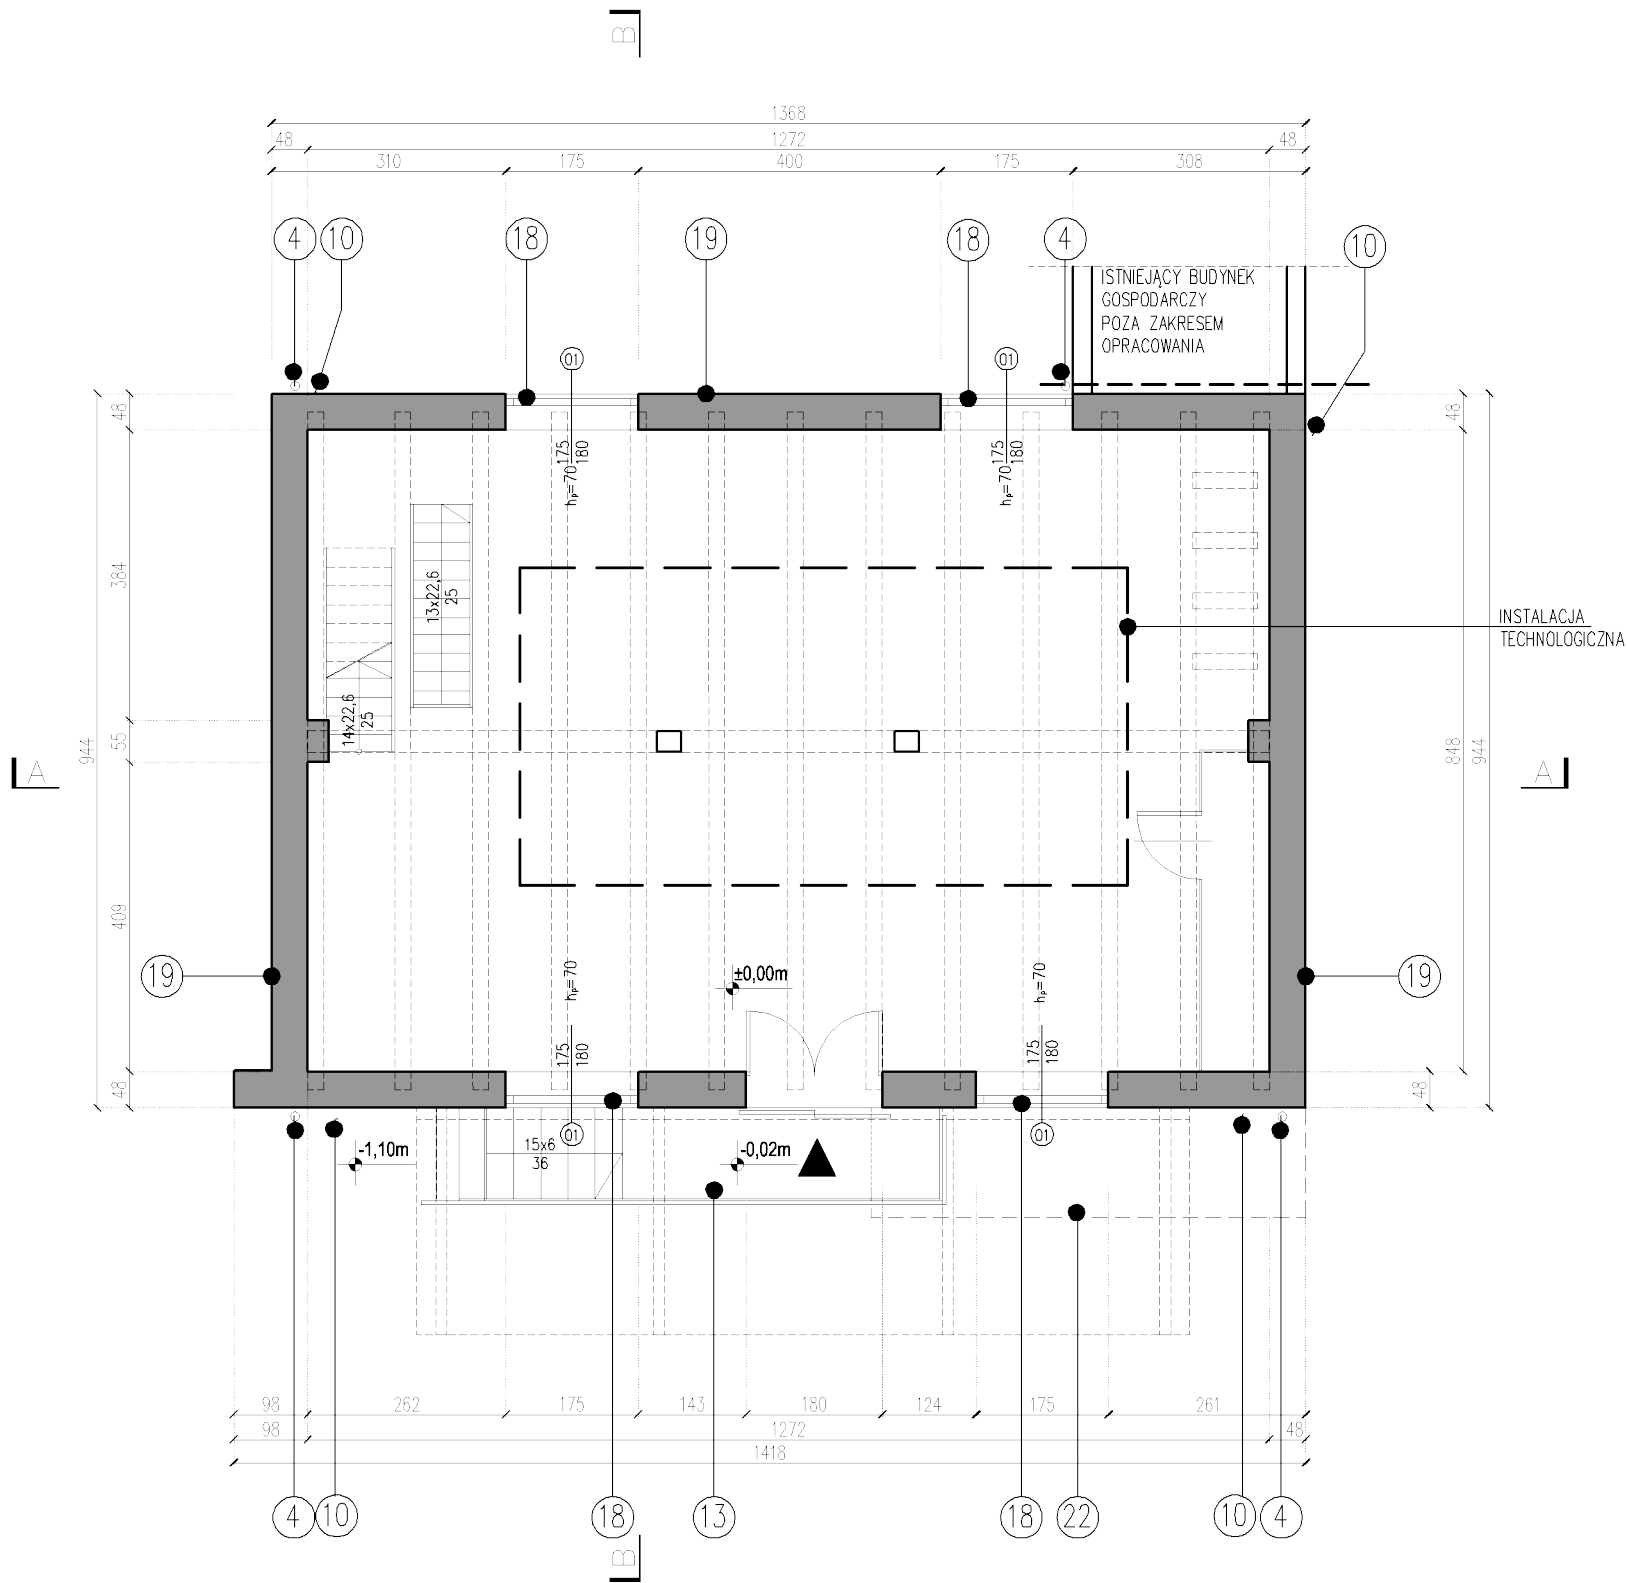 B
1368
48 1272 48
310 175 400 175 308
4 10 18 19 18 4 10
ISTNIEJĄCY BUDYNEK
GOSPODARCZY
POZA ZAKRESEM
OPRACOWANIA
01 01
48 48
175
180
hp=70
175
180
hp=70
384
13x22,6
25
INSTALACJA
TECHNOLOGICZNA
14x22,6
25
55
944
848
944
A A
409
19 19
±0,00m
hp=70
hp=70
175
180
175
180
48 48
01 01
-1,10m
15x6
36
-0,02m
98 262 175 143 180 124 175 261
98 1272 48
1418
4 10 18 13 18 22 10 4
B